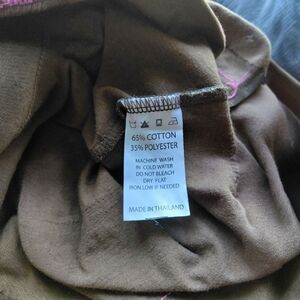 65% COTTON
35% POLYESTER
MACHINE WASH
IN COLD WATER
DO NOT BLEACH
DRY FLAT
IRON LOW IF NEEDED
MADE IN THAILAND